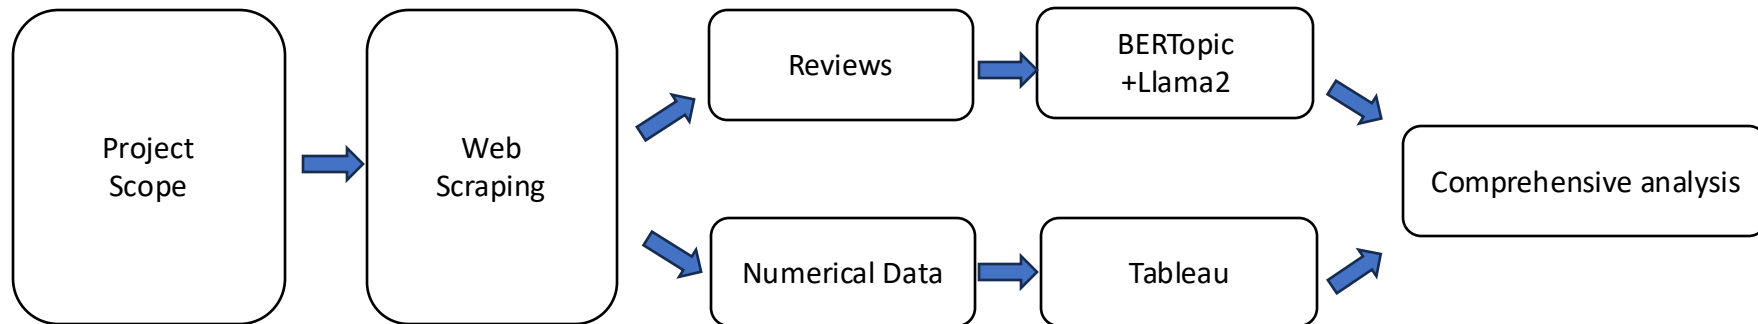 Project
Scope
Web
Scraping
Reviews
BERTopic
+Llama2
Numerical Data
Tableau
Comprehensive analysis